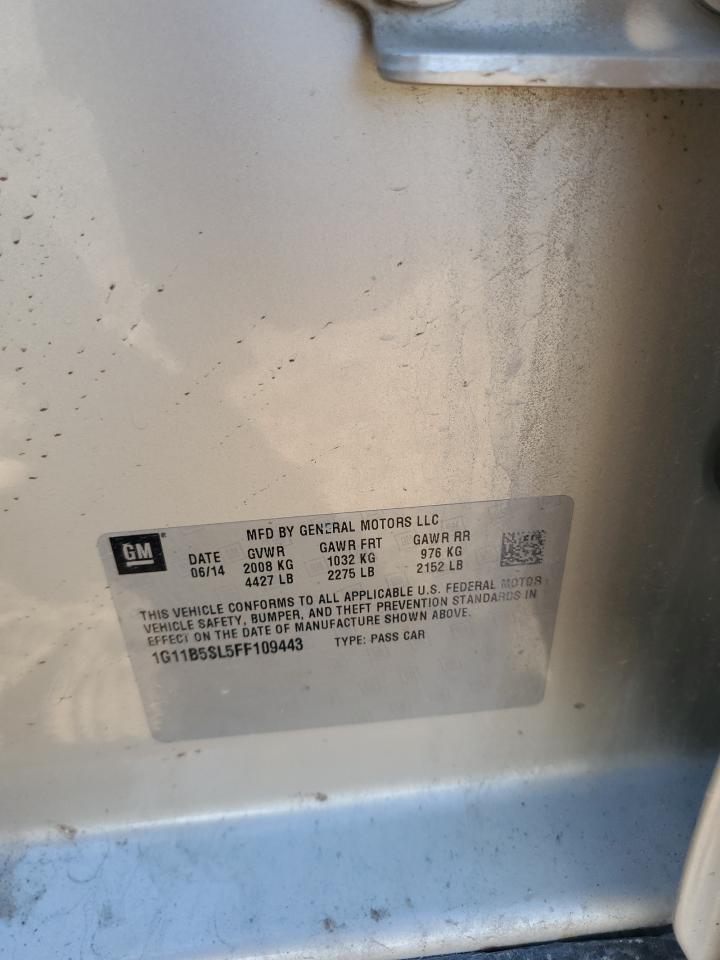 MFD BY GENERAL MOTORS LLC
GM
DATE GVWR GAWR FRT GAWR RR
06/14 2008 KG 1032 KG 976 KG
4427 LB 2275 LB 2152 LB
THIS VEHICLE CONFORMS TO ALL APPLICABLE U.S. FEDERAL MOTOR
VEHICLE SAFETY, BUMPER, AND THEFT PREVENTION STANDARDS IN
EFFECT ON THE DATE OF MANUFACTURE SHOWN ABOVE.
1G11B5SL5FF109443 TYPE: PASS CAR